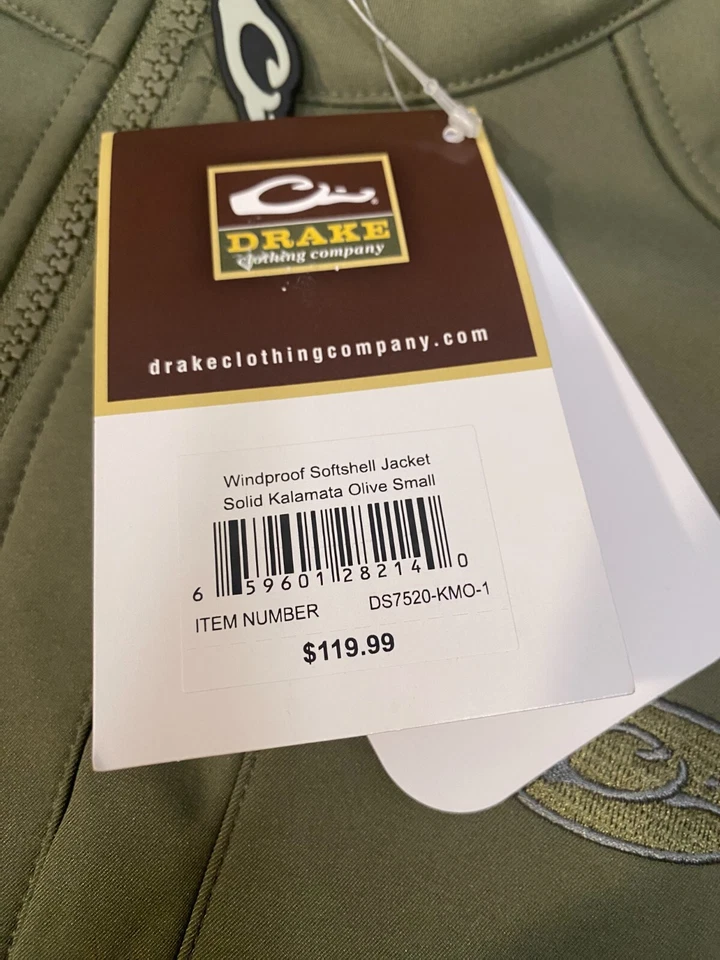 DRAKE
clothing company
drakeclothingcompany.com
Windproof Softshell Jacket
Solid Kalamata Olive Small
6 59601 28214 0
ITEM NUMBER DS7520-KMO-1
$119.99